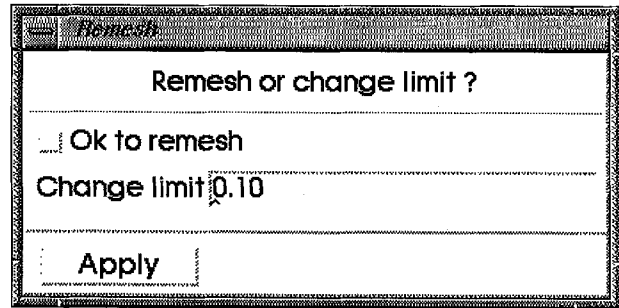 Remesh
Remesh or change limit ?
Ok to remesh
Change limit 0.10
Apply